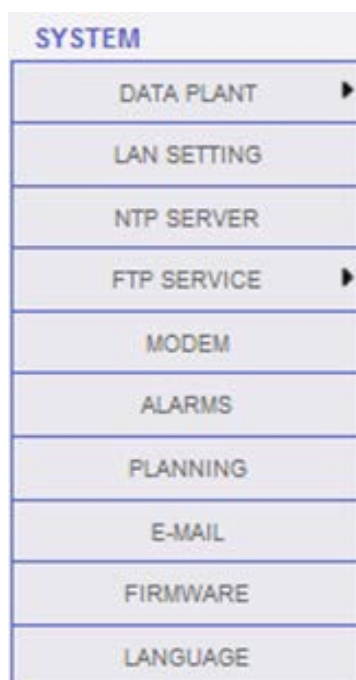 SYSTEM
DATA PLANT
LAN SETTING
NTP SERVER
FTP SERVICE
MODEM
ALARMS
PLANNING
E-MAIL
FIRMWARE
LANGUAGE